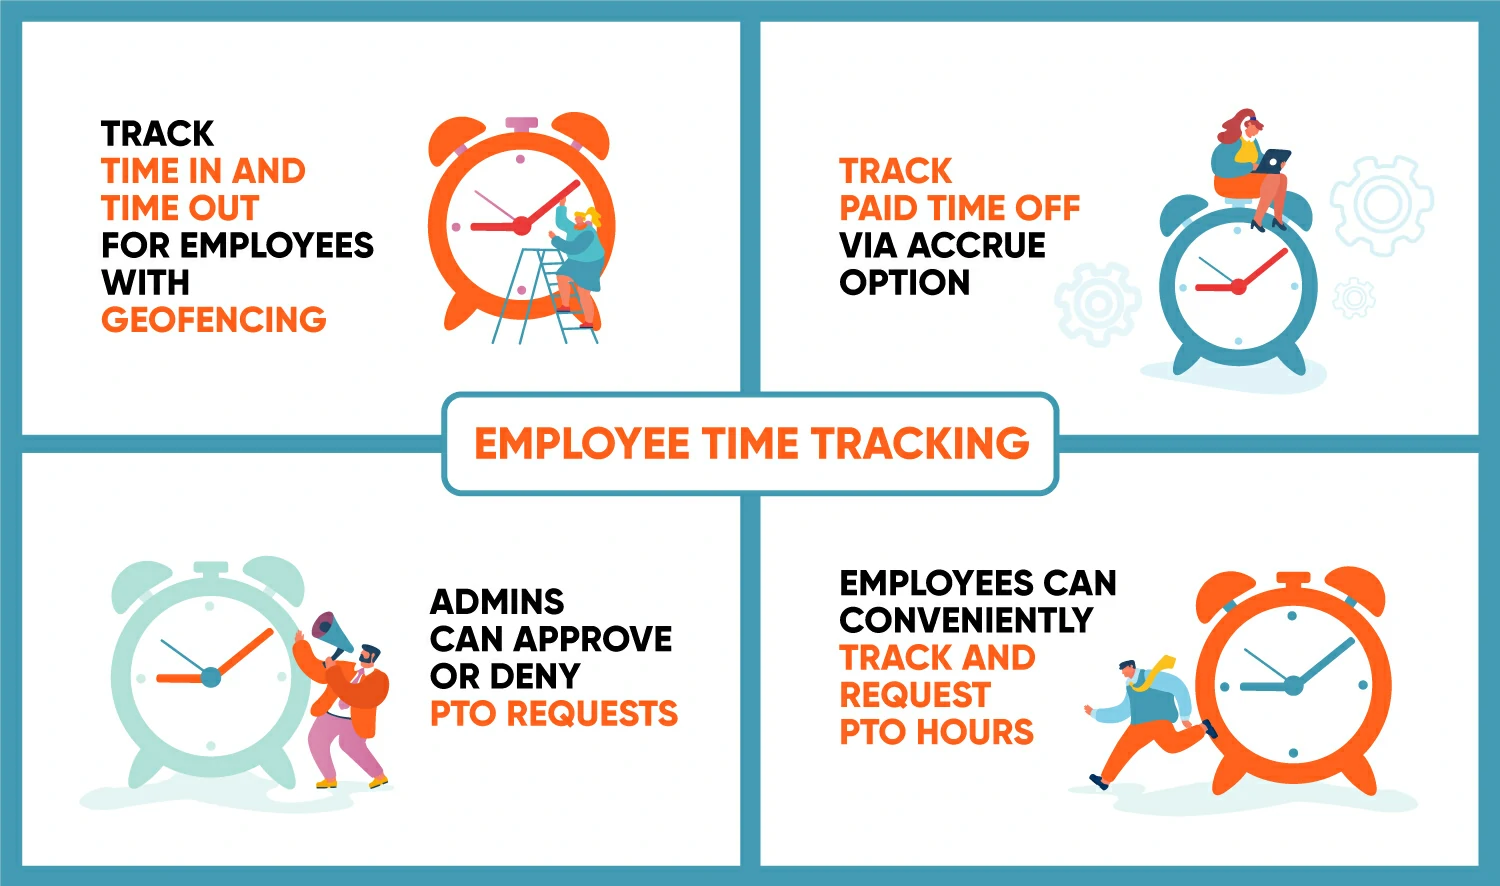 TRACK
TIME IN AND
TIME OUT
FOR EMPLOYEES
WITH
GEOFENCING
TRACK
PAID TIME OFF
VIA ACCRUE
OPTION
EMPLOYEE TIME TRACKING
ADMINS
CAN APPROVE
OR DENY
PTO REQUESTS
EMPLOYEES CAN
CONVENIENTLY
TRACK AND
REQUEST
PTO HOURS